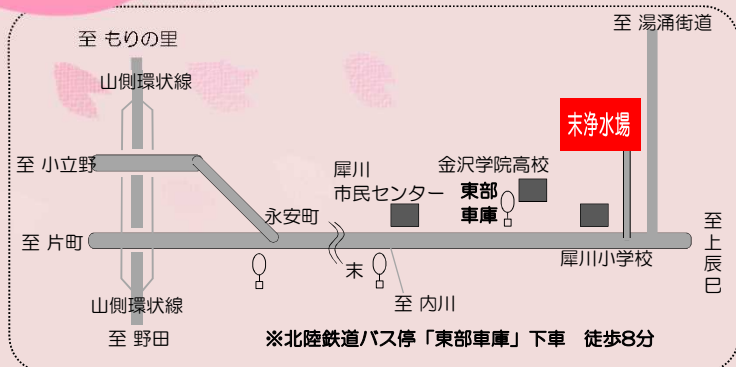 至 湯涌街道
至 もりの里
山側環状線
末浄水場
至 小立野
犀川
市民センター
金沢学院高校
東部
車庫
永安町
至 片町
至上辰巳
犀川小学校
末
至 内川
山側環状線
至 野田
※北陸鉄道バス停「東部車庫」下車　徒歩8分